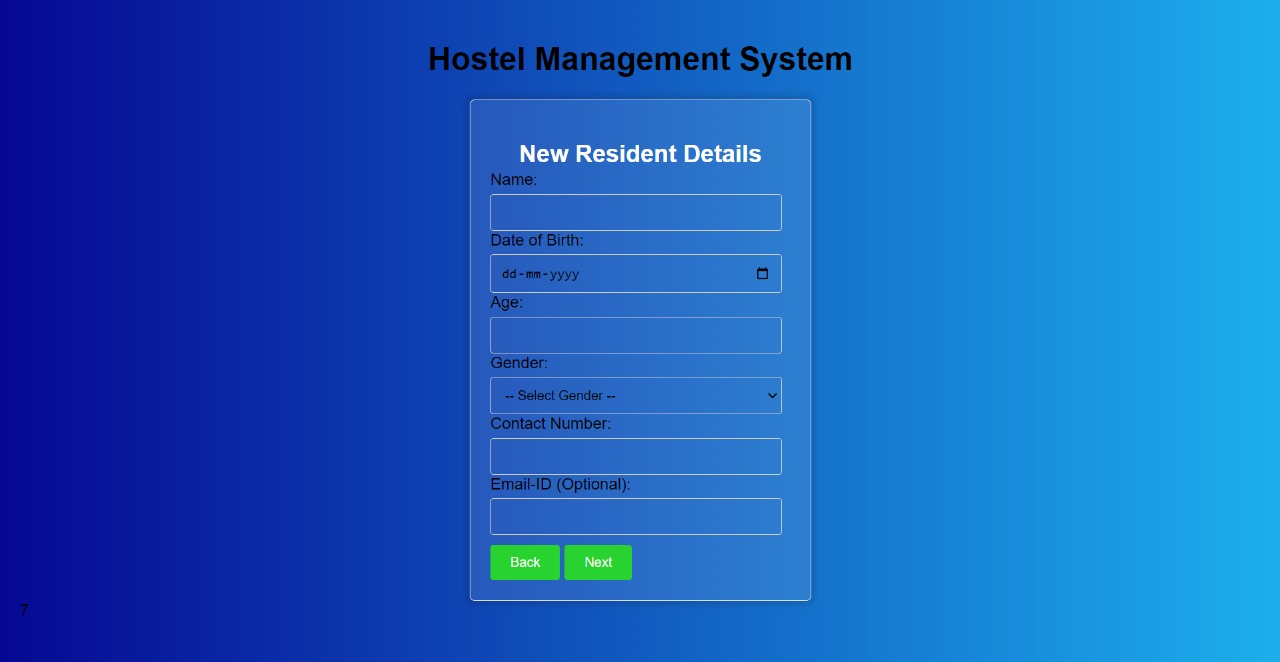 Hostel Management System
New Resident Details
Name:
Date of Birth:
dd-mm-yyyy
Age:
Gender:
-- Select Gender --
Contact Number:
Email-ID (Optional):
Back Next
7